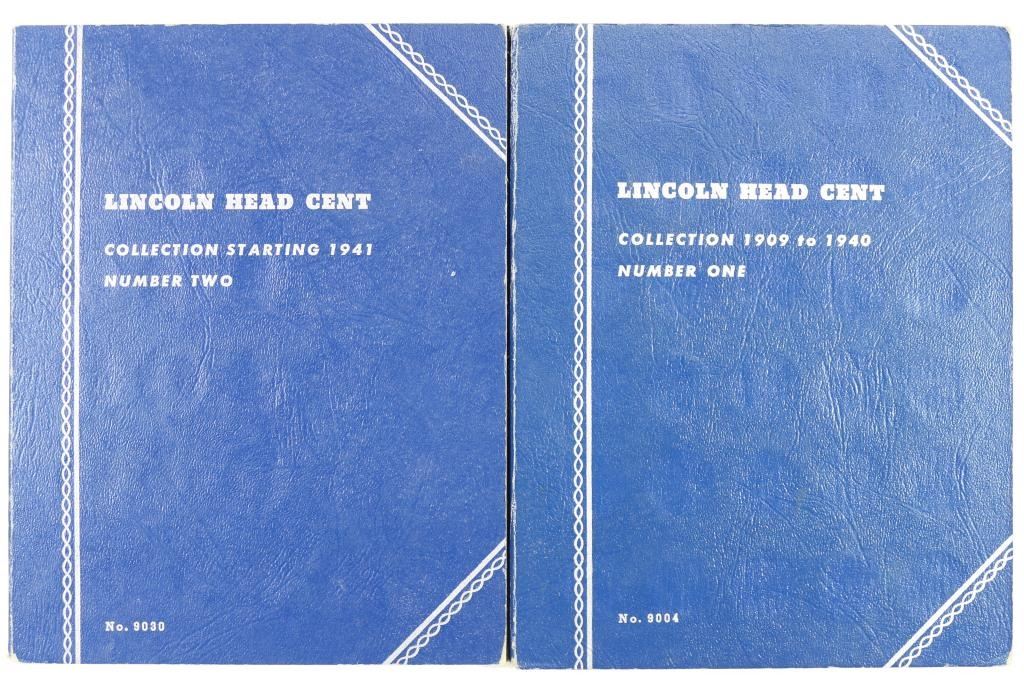 LINCOLN HEAD CENT
COLLECTION STARTING 1941
NUMBER TWO
No. 9030
LINCOLN HEAD CENT
COLLECTION 1909 to 1940
NUMBER ONE
No. 9004